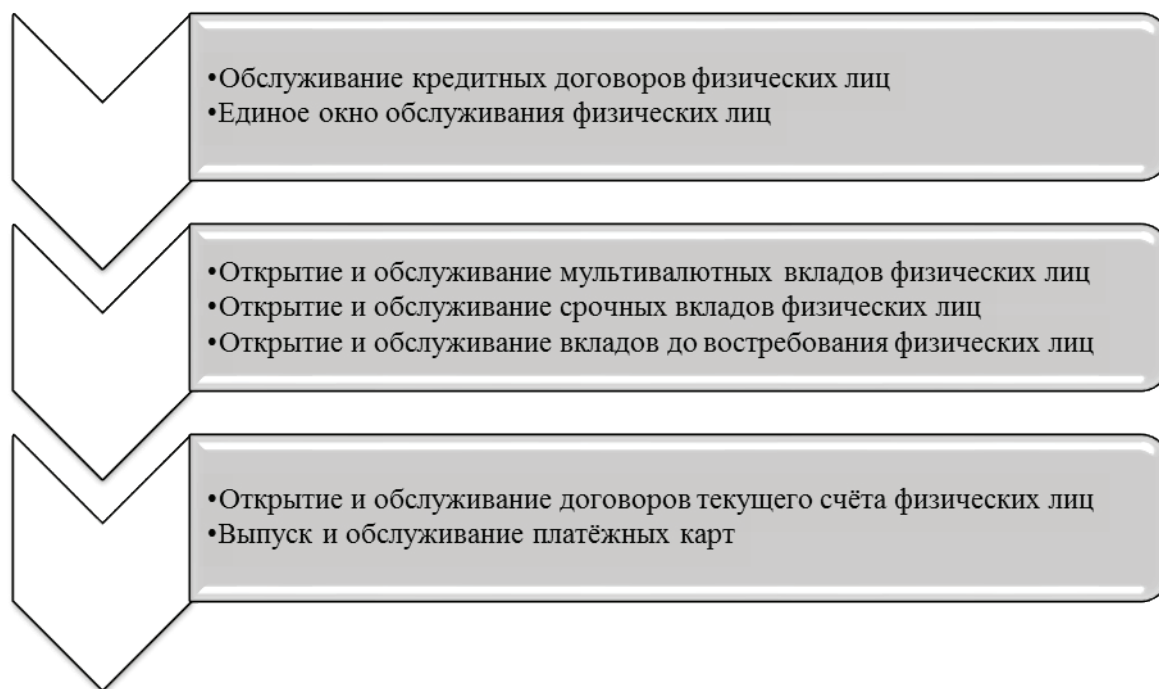 •Обслуживание кредитных договоров физических лиц
•Единое окно обслуживания физических лиц
•Открытие и обслуживание мультивалютных вкладов физических лиц
•Открытие и обслуживание срочных вкладов физических лиц
•Открытие и обслуживание вкладов до востребования физических лиц
•Открытие и обслуживание договоров текущего счёта физических лиц
•Выпуск и обслуживание платёжных карт